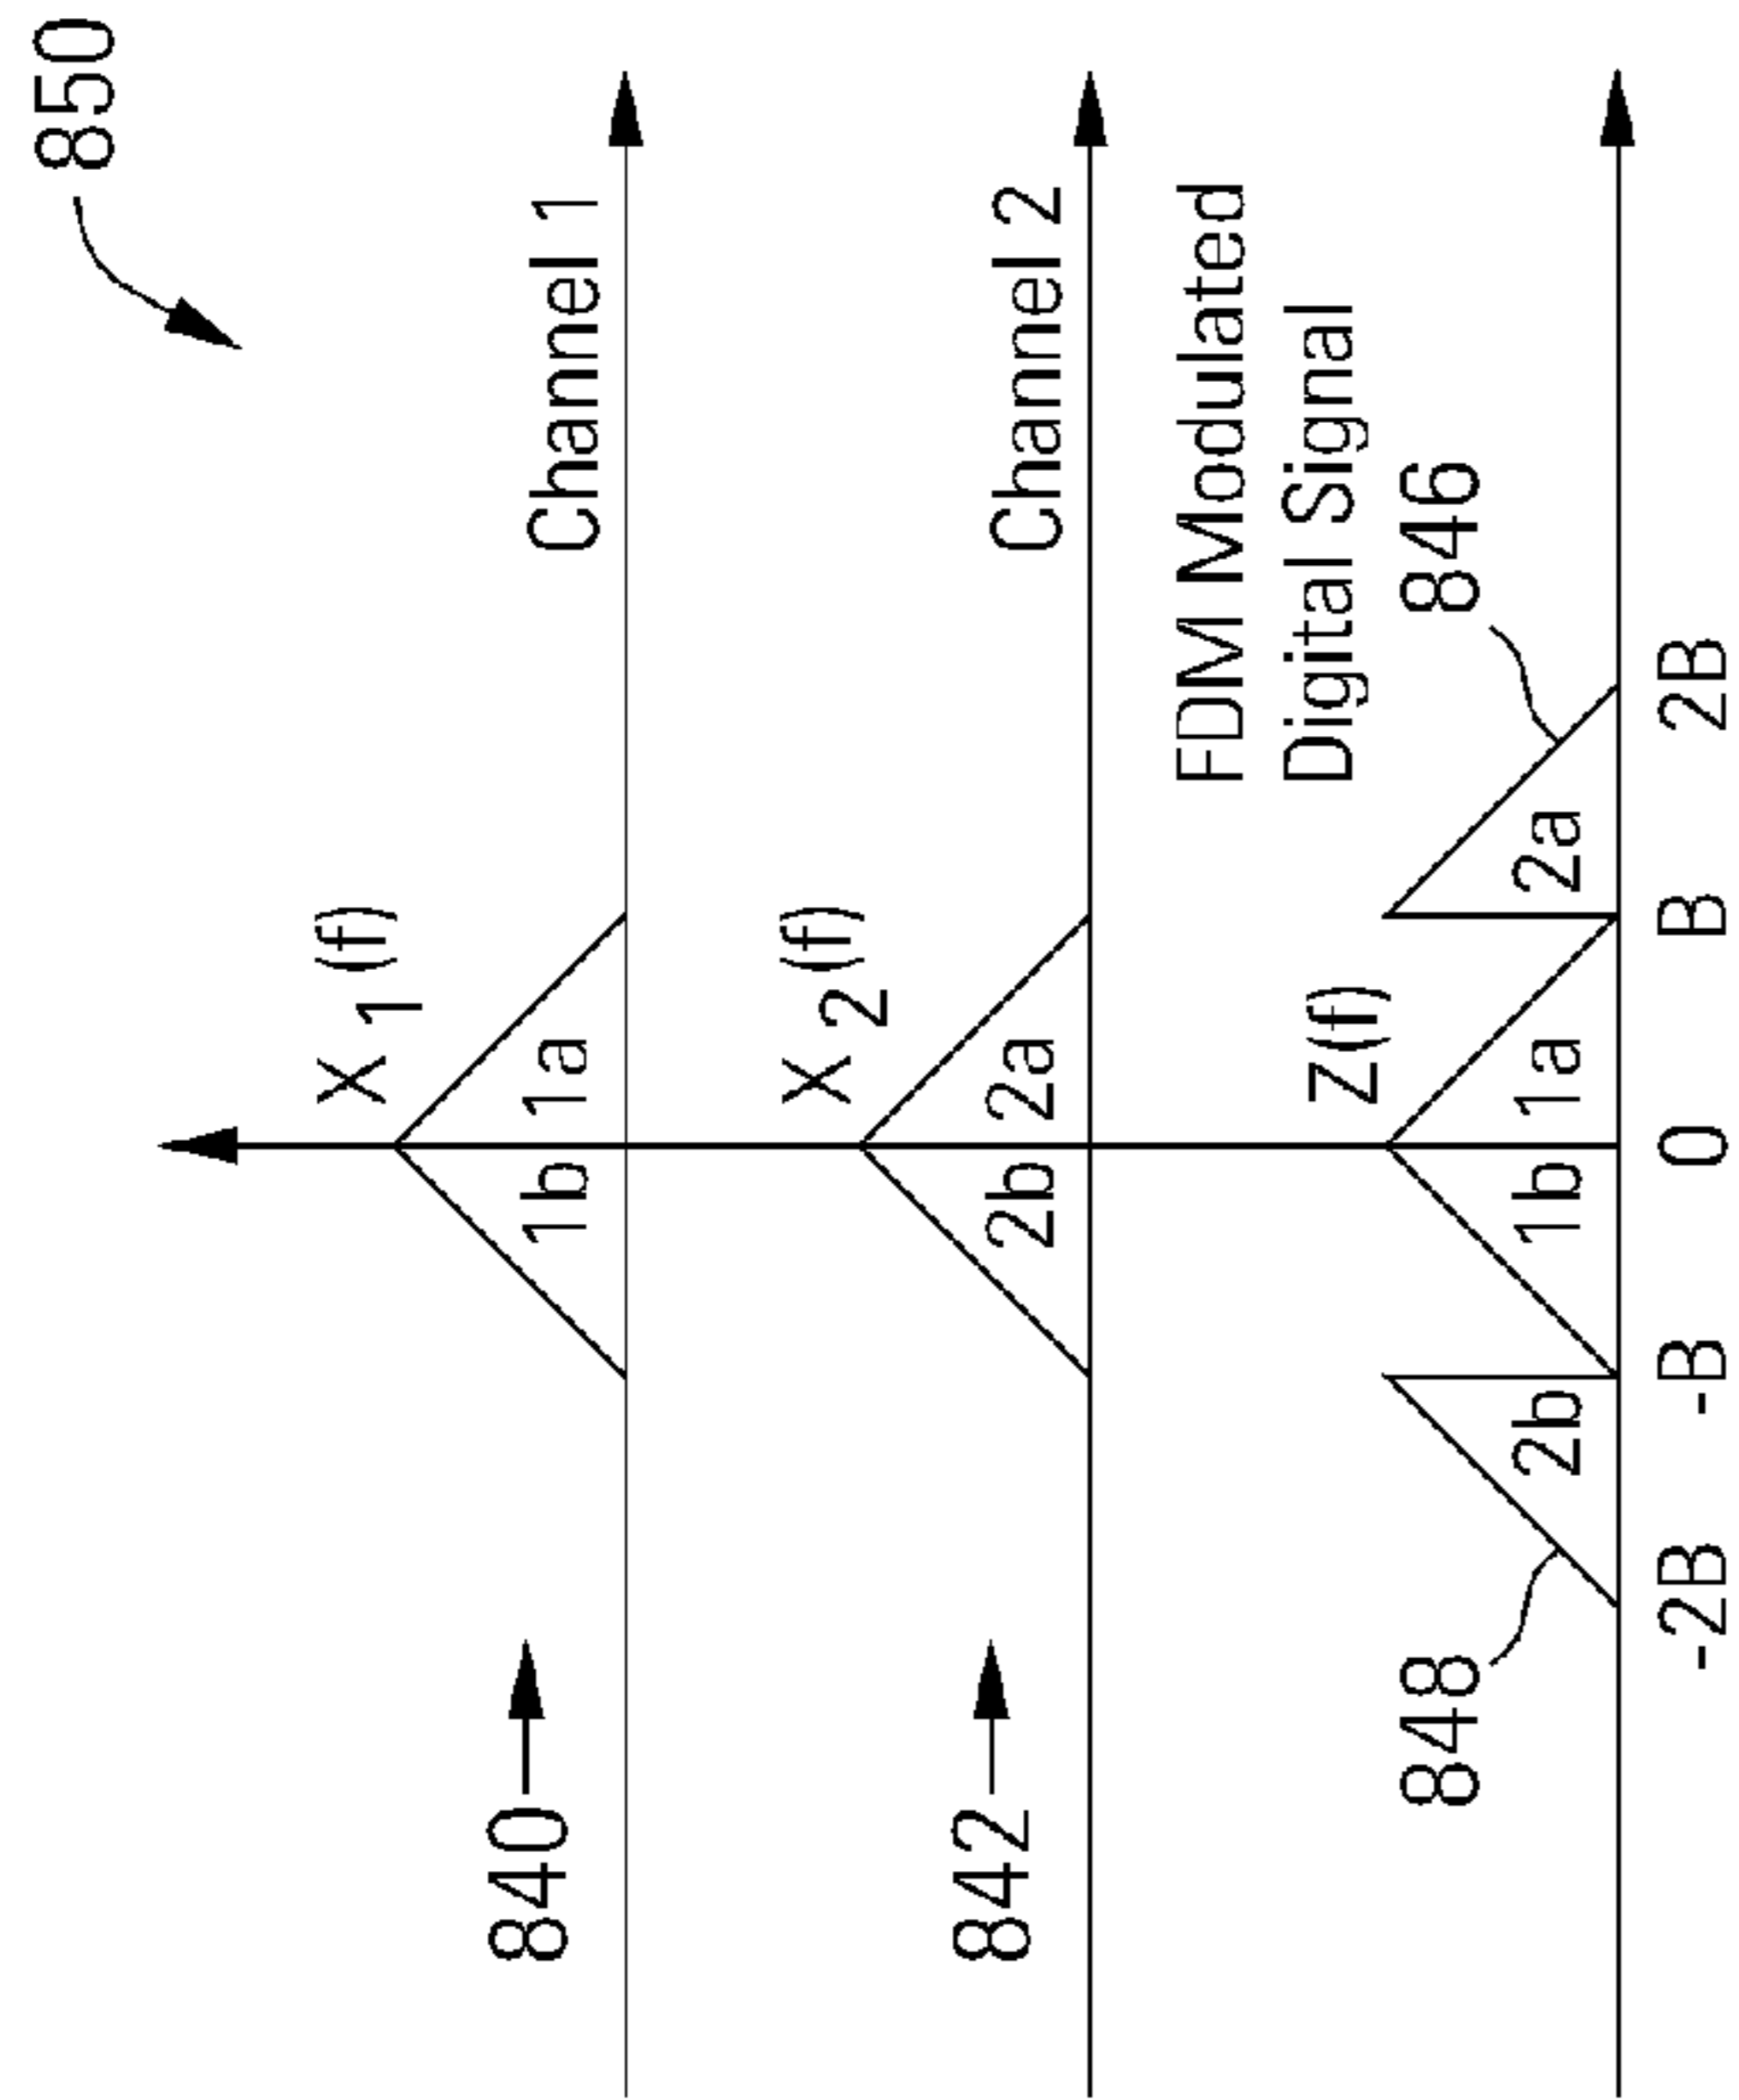 850
X 1 (f)
840
1b 1a
Channel 1
X 2 (f)
842
2b 2a
Channel 2
FDM Modulated
Digital Signal
Z(f)
848
846
2b 1b 1a 2a
-2B -B 0 B 2B